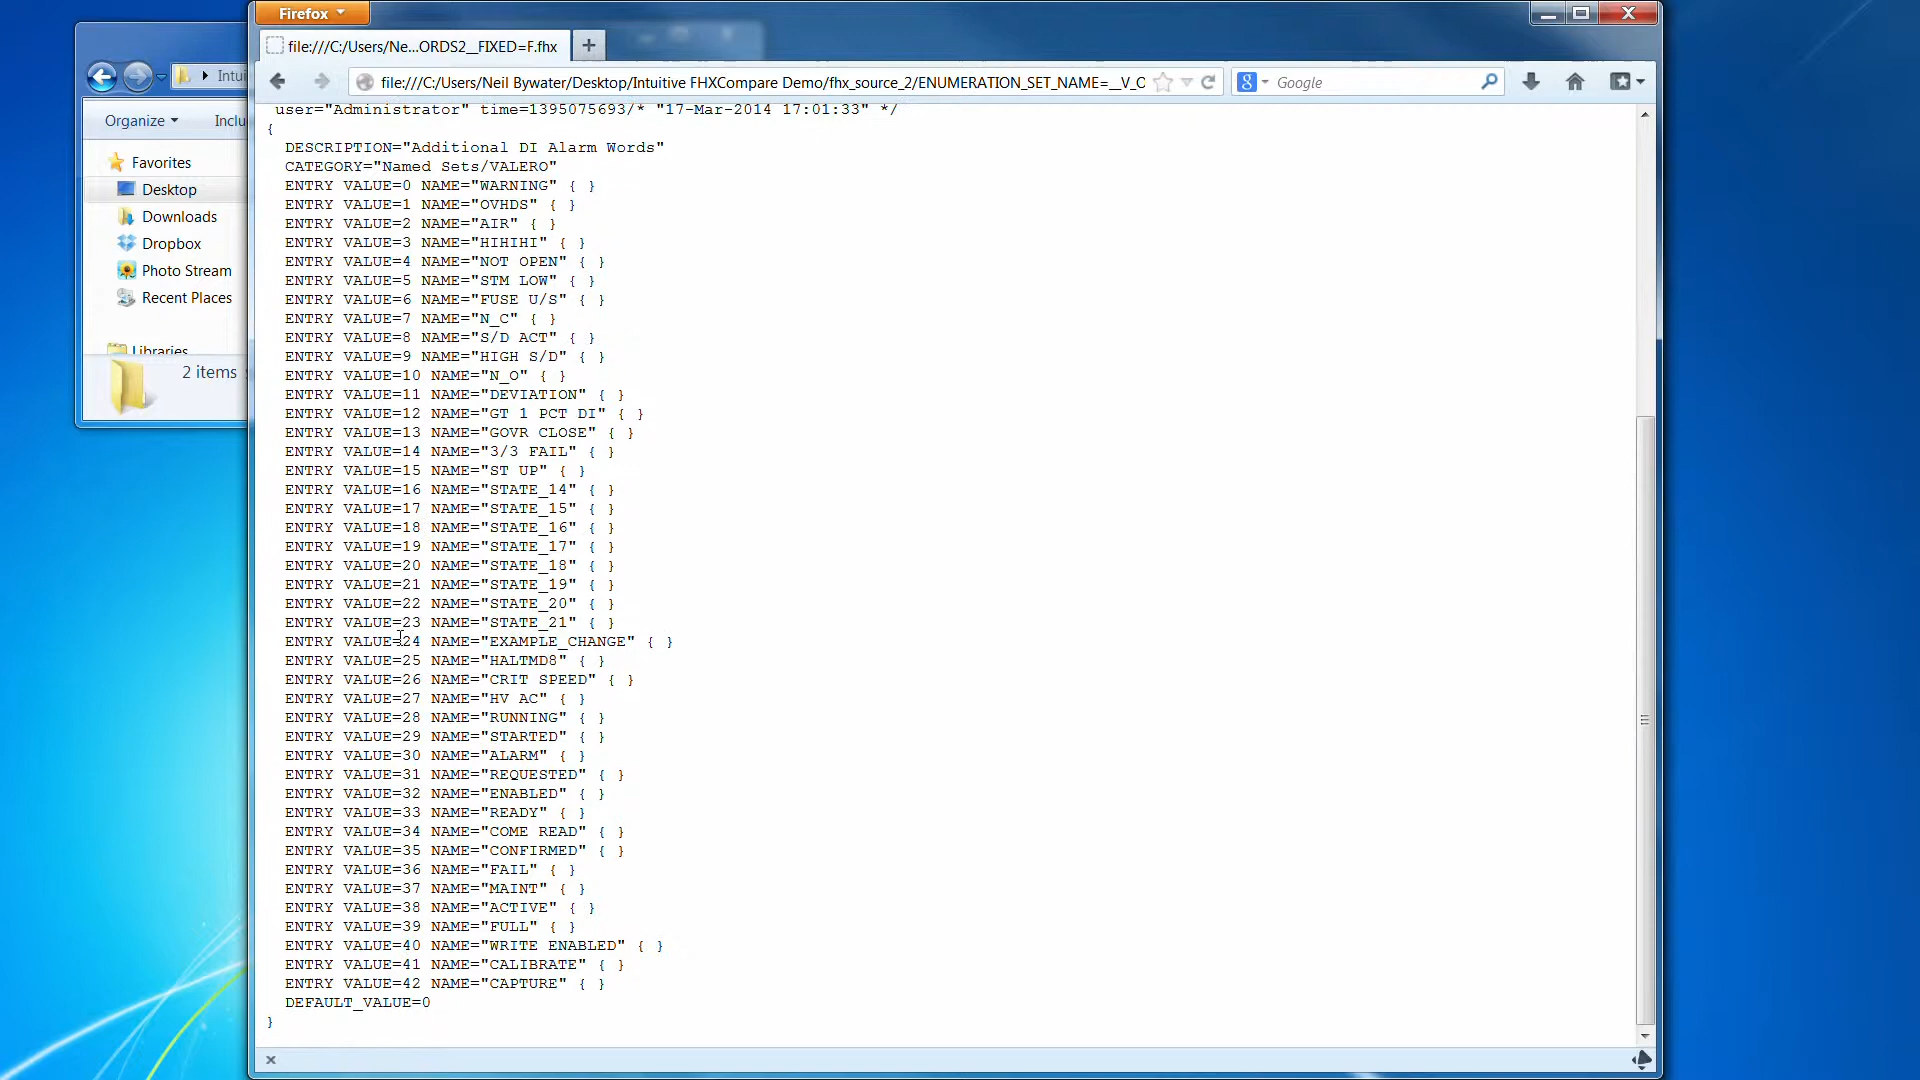 Firefox
file:///C:/Users/Ne...ORDS2__FIXED=F.fhx
Intui
file:///C:/Users/Neil Bywater/Desktop/Intuitive FHXCompare Demo/fhx_source_2/ENUMERATION_SET_NAME=__V_O
Google
Organize
Inclu
Favorites
Desktop
Downloads
Dropbox
Photo Stream
Recent Places
Libraries
2 items
user="Administrator" time=1395075693/* "17-Mar-2014 17:01:33" */
{
DESCRIPTION="Additional DI Alarm Words"
CATEGORY="Named Sets/VALERO"
ENTRY VALUE=0 NAME="WARNING" { }
ENTRY VALUE=1 NAME="OVHDS" { }
ENTRY VALUE=2 NAME="AIR" { }
ENTRY VALUE=3 NAME="HIHIHI" { }
ENTRY VALUE=4 NAME="NOT OPEN" { }
ENTRY VALUE=5 NAME="STM LOW" { }
ENTRY VALUE=6 NAME="FUSE U/S" { }
ENTRY VALUE=7 NAME="N_C" { }
ENTRY VALUE=8 NAME="S/D ACT" { }
ENTRY VALUE=9 NAME="HIGH S/D" { }
ENTRY VALUE=10 NAME="N_O" { }
ENTRY VALUE=11 NAME="DEVIATION" { }
ENTRY VALUE=12 NAME="GT 1 PCT DI" { }
ENTRY VALUE=13 NAME="GOVR CLOSE" { }
ENTRY VALUE=14 NAME="3/3 FAIL" { }
ENTRY VALUE=15 NAME="ST UP" { }
ENTRY VALUE=16 NAME="STATE_14" { }
ENTRY VALUE=17 NAME="STATE_15" { }
ENTRY VALUE=18 NAME="STATE_16" { }
ENTRY VALUE=19 NAME="STATE_17" { }
ENTRY VALUE=20 NAME="STATE_18" { }
ENTRY VALUE=21 NAME="STATE_19" { }
ENTRY VALUE=22 NAME="STATE_20" { }
ENTRY VALUE=23 NAME="STATE_21" { }
ENTRY VALUE=24 NAME="EXAMPLE_CHANGE" { }
ENTRY VALUE=25 NAME="HALTMD8" { }
ENTRY VALUE=26 NAME="CRIT SPEED" { }
ENTRY VALUE=27 NAME="HV AC" { }
ENTRY VALUE=28 NAME="RUNNING" { }
ENTRY VALUE=29 NAME="STARTED" { }
ENTRY VALUE=30 NAME="ALARM" { }
ENTRY VALUE=31 NAME="REQUESTED" { }
ENTRY VALUE=32 NAME="ENABLED" { }
ENTRY VALUE=33 NAME="READY" { }
ENTRY VALUE=34 NAME="COME READ" { }
ENTRY VALUE=35 NAME="CONFIRMED" { }
ENTRY VALUE=36 NAME="FAIL" { }
ENTRY VALUE=37 NAME="MAINT" { }
ENTRY VALUE=38 NAME="ACTIVE" { }
ENTRY VALUE=39 NAME="FULL" { }
ENTRY VALUE=40 NAME="WRITE ENABLED" { }
ENTRY VALUE=41 NAME="CALIBRATE" { }
ENTRY VALUE=42 NAME="CAPTURE" { }
DEFAULT_VALUE=0
}